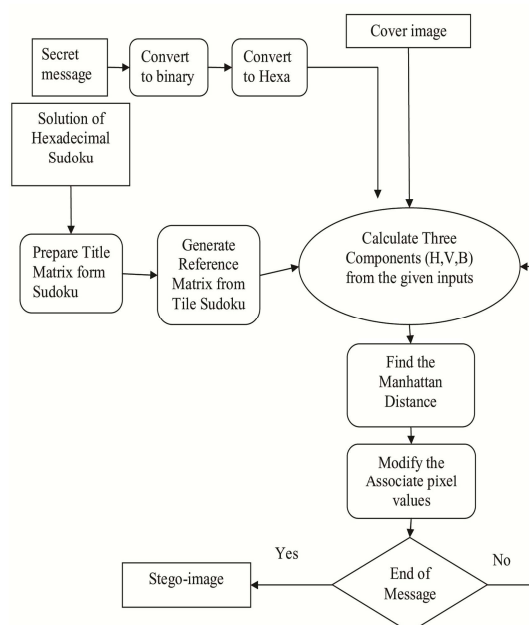 Cover image
Secret
message
Convert
to binary
Convert
to Hexa
Solution of
Hexadecimal
Sudoku
Prepare Title
Matrix form
Sudoku
Generate
Reference
Matrix from
Tile Sudoku
Calculate Three
Components (H,V,B)
from the given inputs
Find the
Manhattan
Distance
Modify the
Associate pixel
values
Yes
No
End of
Message
Stego-image